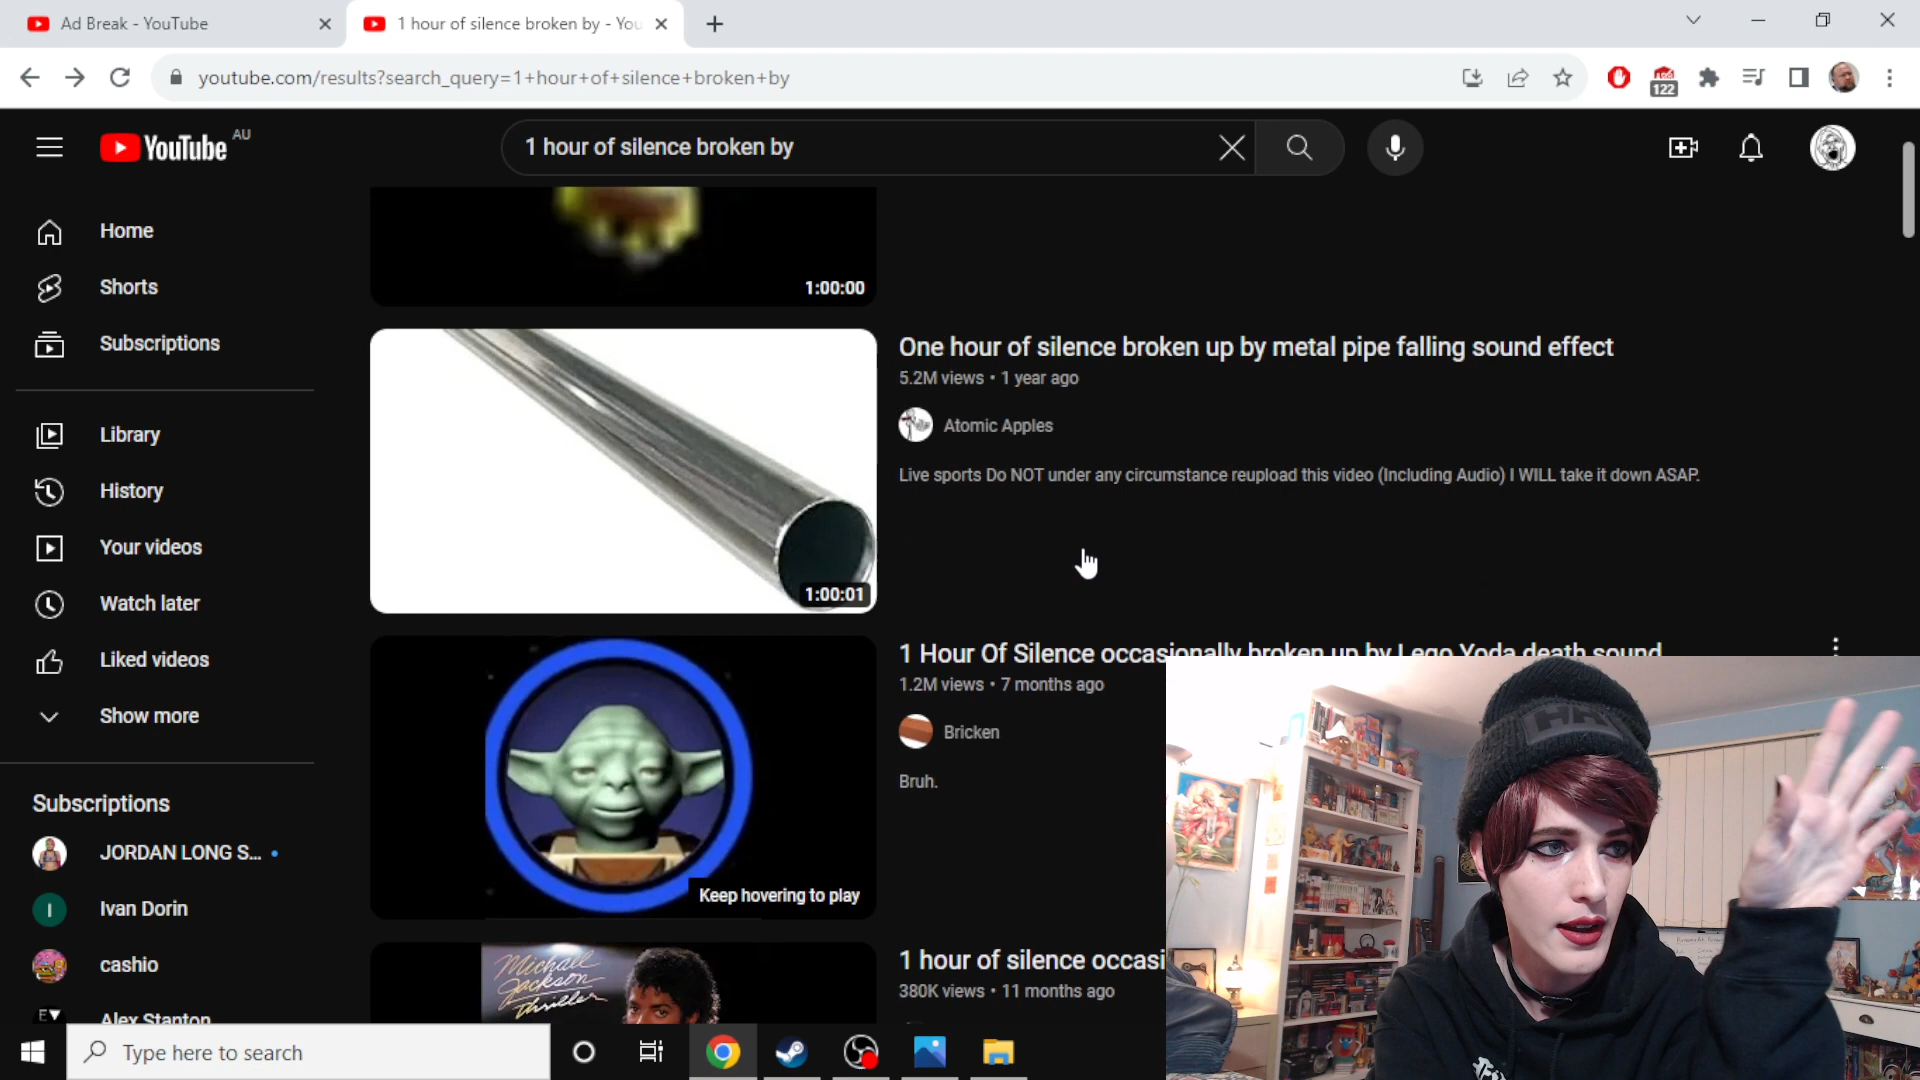 Ad Break - YouTube
1 hour of silence broken by - You
youtube.com/results?search_query=1+hour+of+silence+broken+by
122
YouTube AU
1 hour of silence broken by
Home
Shorts
Subscriptions
Library
History
Your videos
Watch later
Liked videos
Show more
Subscriptions
JORDAN LONG S...
I Ivan Dorin
cashio
Alex Stanton
1:00:00
1:00:01
One hour of silence broken up by metal pipe falling sound effect
5.2M views • 1 year ago
Atomic Apples
Live sports Do NOT under any circumstance reupload this video (Including Audio) I WILL take it down ASAP.
Keep hovering to play
1 Hour Of Silence occasionally broken up by Lego Yoda death sound
1.2M views • 7 months ago
Bricken
Bruh.
Michael
Jackson
Thriller
1 hour of silence occasi
380K views • 11 months ago
Type here to search